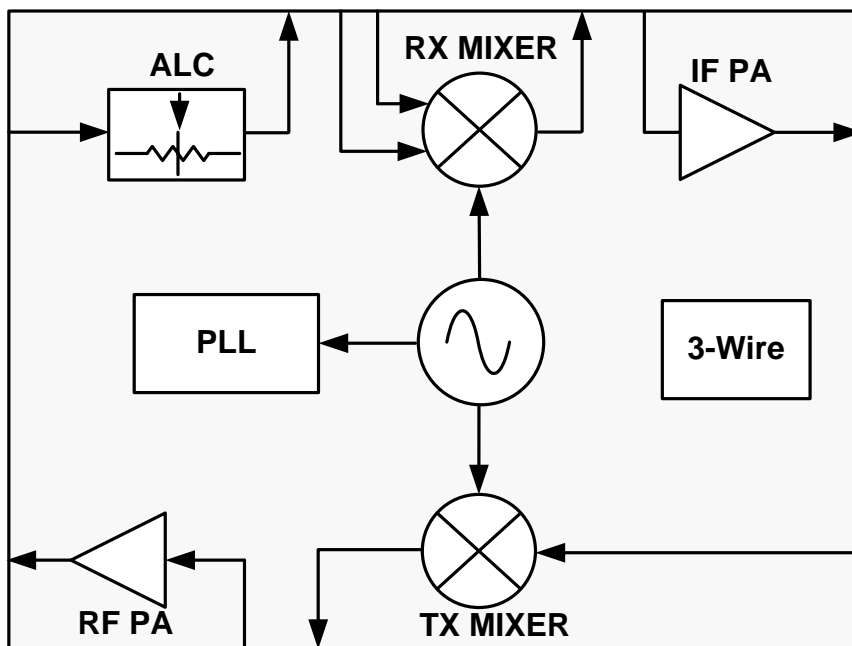 RX MIXER
ALC
IF PA
PLL
3-Wire
RF PA
TX MIXER